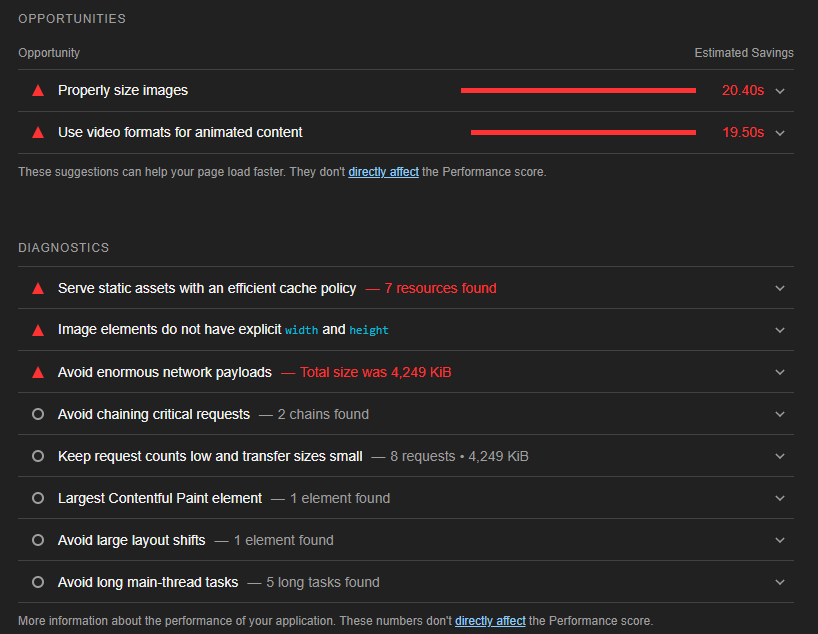 OPPORTUNITIES
Opportunity Estimated Savings
Properly size images 20.40s
Use video formats for animated content 19.50s
These suggestions can help your page load faster. They don't directly affect the Performance score.
DIAGNOSTICS
Serve static assets with an efficient cache policy — 7 resources found
Image elements do not have explicit width and height
Avoid enormous network payloads — Total size was 4,249 KiB
Avoid chaining critical requests — 2 chains found
Keep request counts low and transfer sizes small — 8 requests • 4,249 KiB
Largest Contentful Paint element — 1 element found
Avoid large layout shifts — 1 element found
Avoid long main-thread tasks — 5 long tasks found
More information about the performance of your application. These numbers don't directly affect the Performance score.